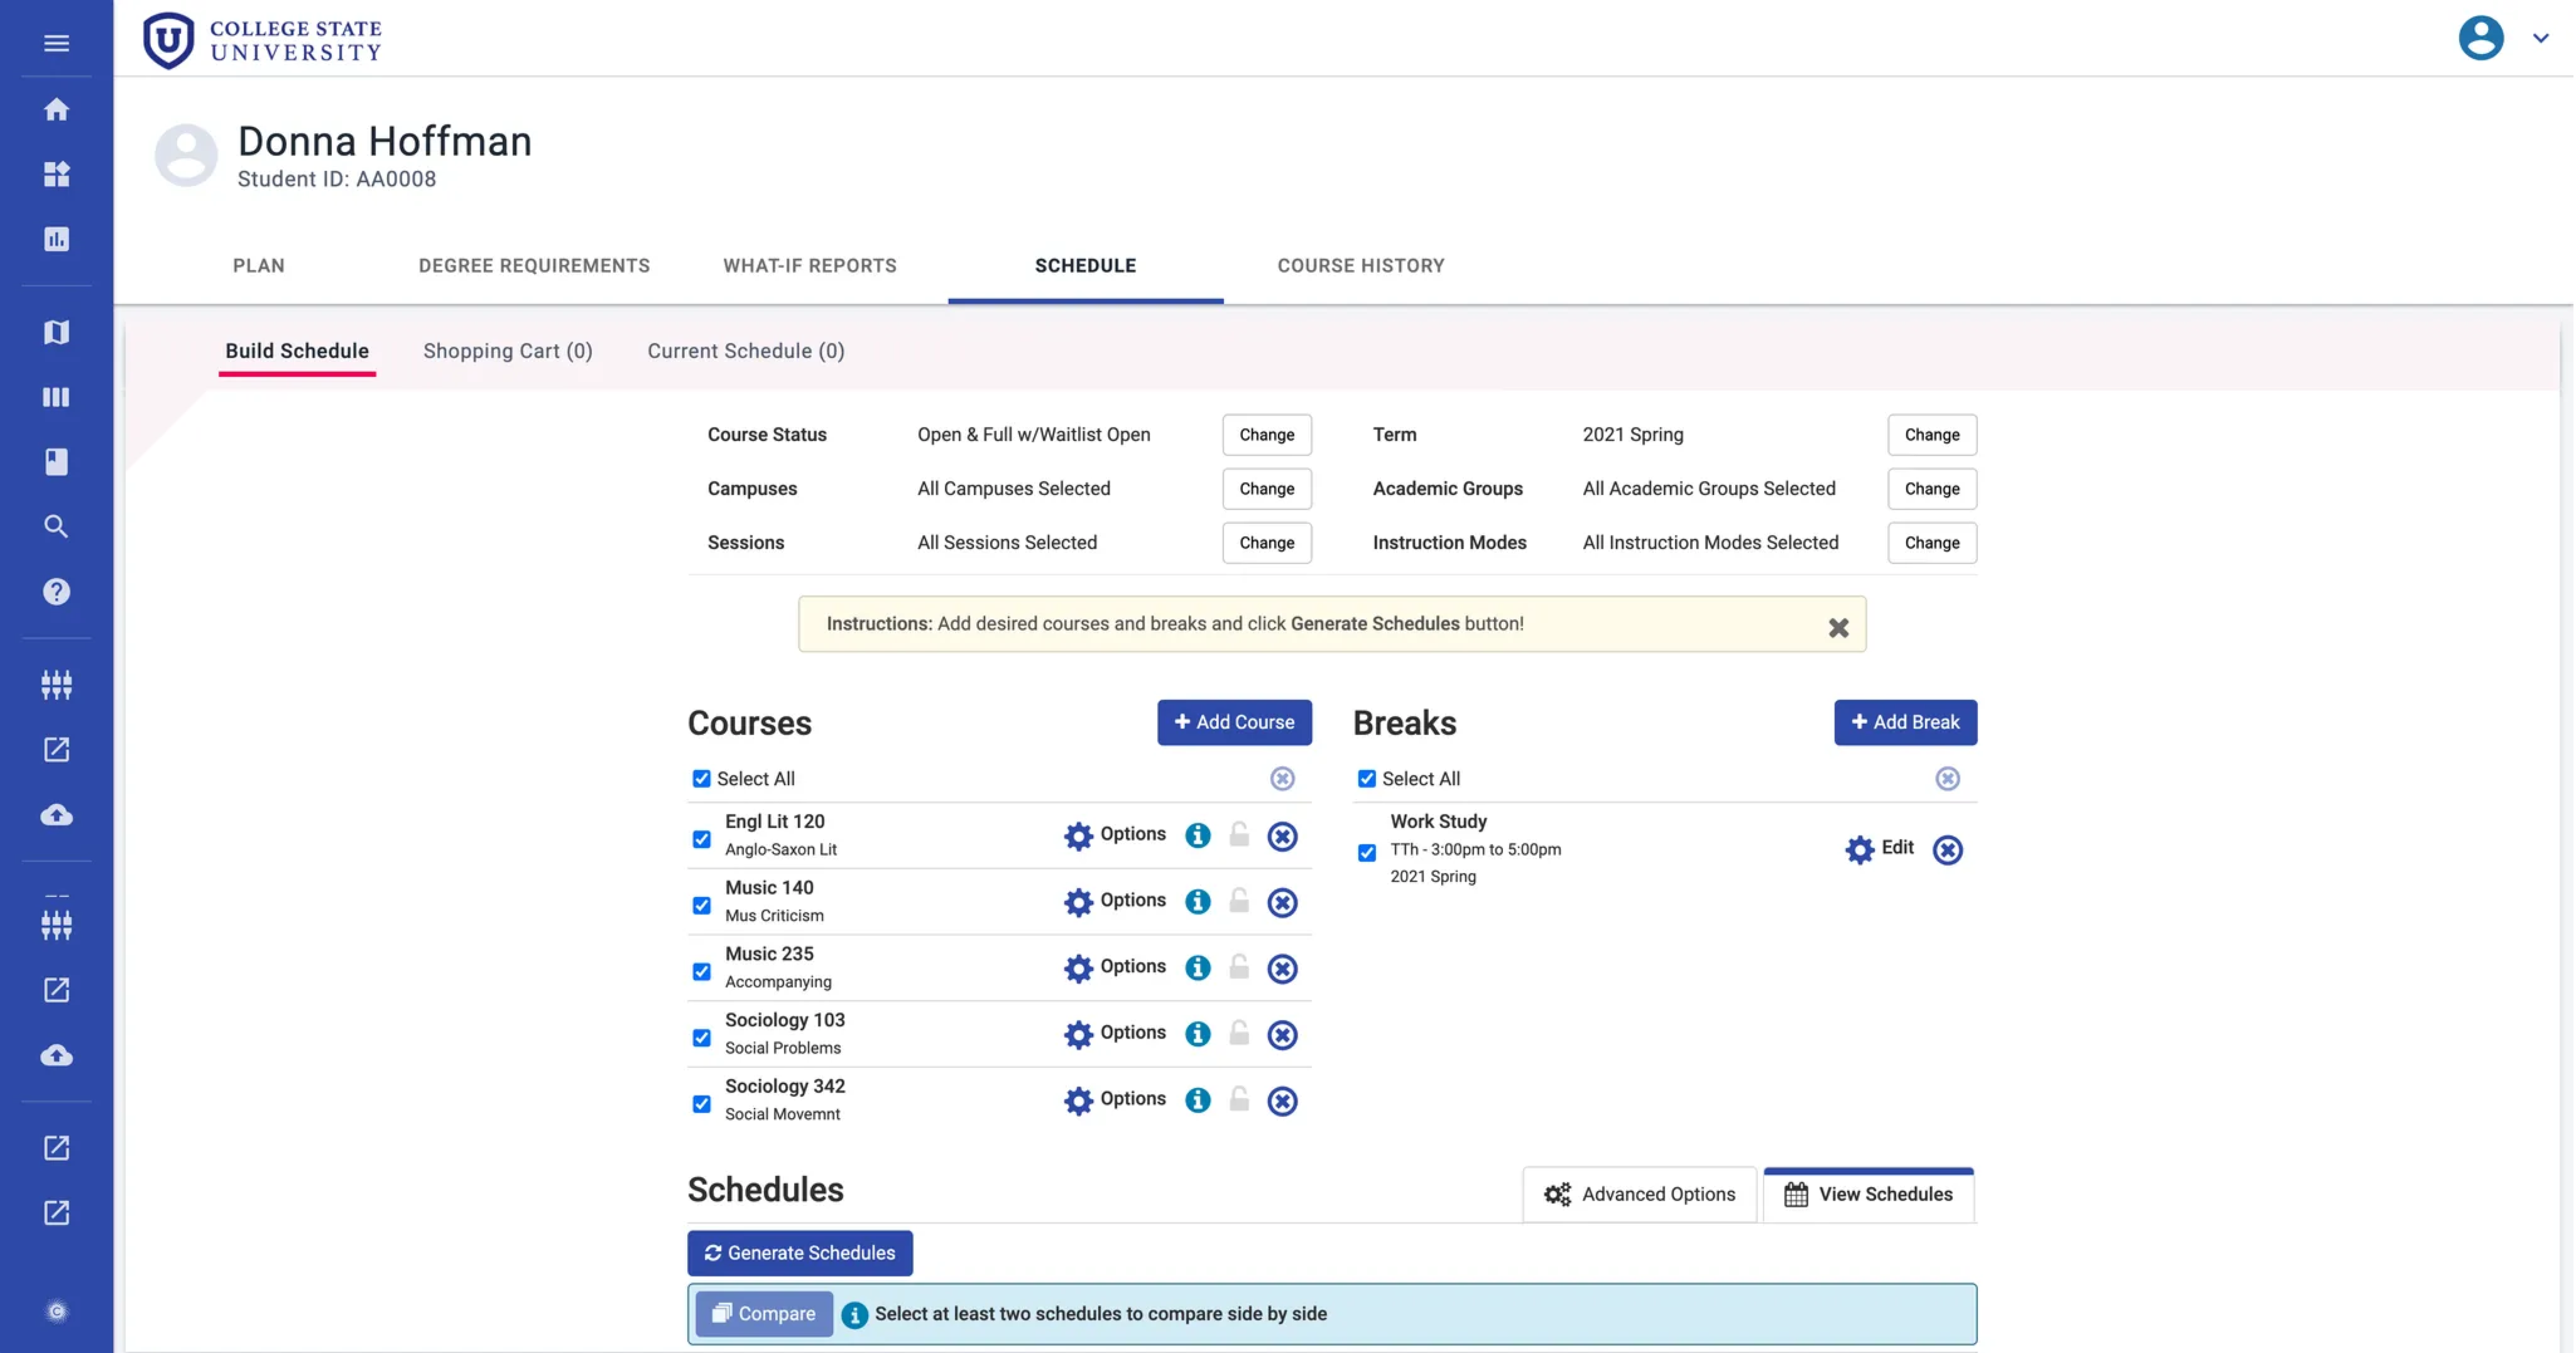 COLLEGE STATE
UNIVERSITY
Donna Hoffman
Student ID: AA0008
PLAN
DEGREE REQUIREMENTS
WHAT-IF REPORTS
SCHEDULE
COURSE HISTORY
Build Schedule
Shopping Cart (0)
Current Schedule (0)
Course Status Open & Full w/Waitlist Open Change
Term 2021 Spring Change
Campuses All Campuses Selected Change
Academic Groups All Academic Groups Selected Change
Sessions All Sessions Selected Change
Instruction Modes All Instruction Modes Selected Change
Instructions: Add desired courses and breaks and click Generate Schedules button!
Courses
+ Add Course
Select All
Engl Lit 120
Anglo-Saxon Lit
Options
Music 140
Mus Criticism
Options
Music 235
Accompanying
Options
Sociology 103
Social Problems
Options
Sociology 342
Social Movemnt
Options
Breaks
+ Add Break
Select All
Work Study
TTh - 3:00pm to 5:00pm
2021 Spring
Edit
Schedules
Advanced Options
View Schedules
Generate Schedules
Compare
Select at least two schedules to compare side by side